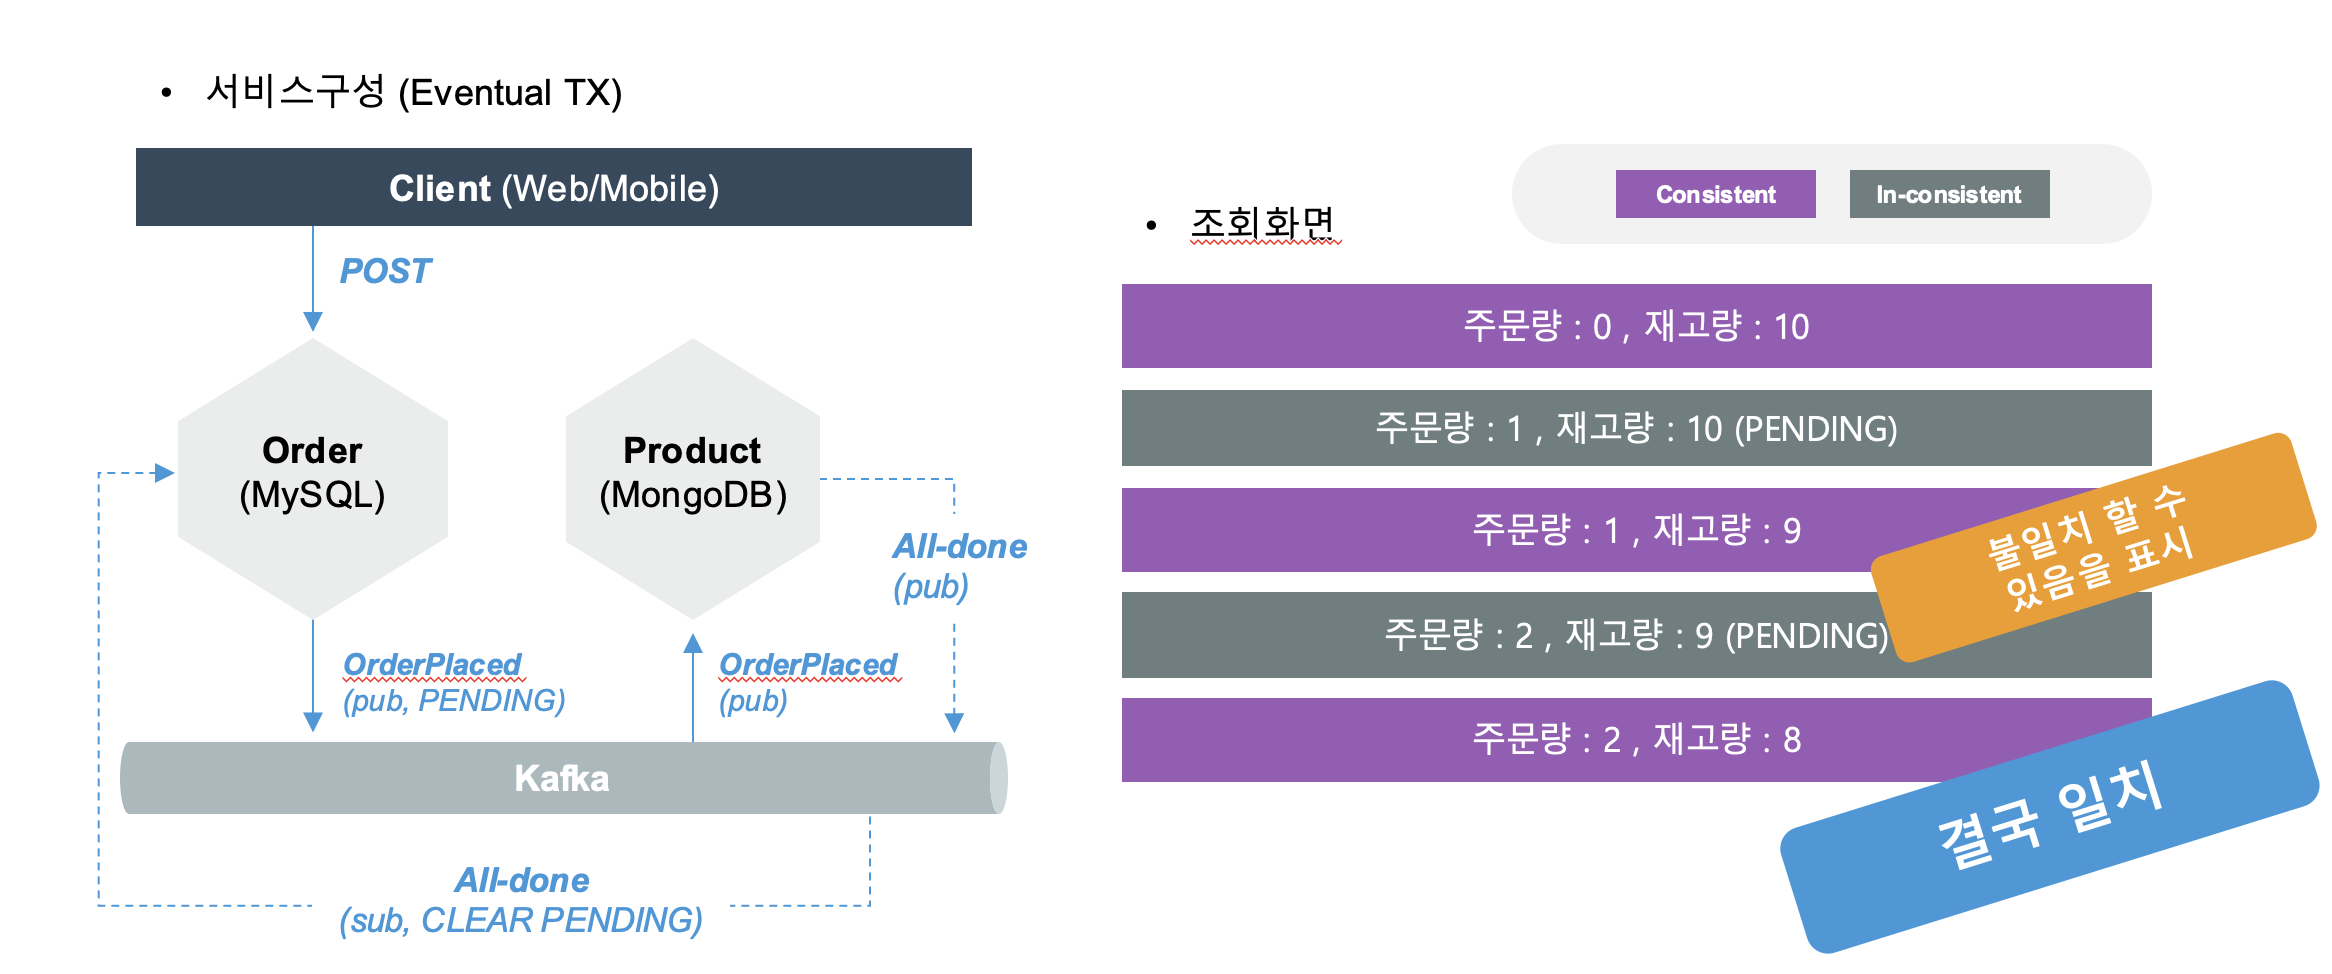 • 서비스구성 (Eventual TX)
Client (Web/Mobile)
POST
Order
(MySQL)
Product
(MongoDB)
All-done
(pub)
OrderPlaced
(pub, PENDING)
OrderPlaced
(pub)
Kafka
All-done
(sub, CLEAR PENDING)
Consistent
In-consistent
• 조회화면
주문량 : 0 , 재고량 : 10
주문량 : 1 , 재고량 : 10 (PENDING)
주문량 : 1 , 재고량 : 9
불일치 할 수
있음을 표시
주문량 : 2 , 재고량 : 9 (PENDING)
주문량 : 2 , 재고량 : 8
결국 일치